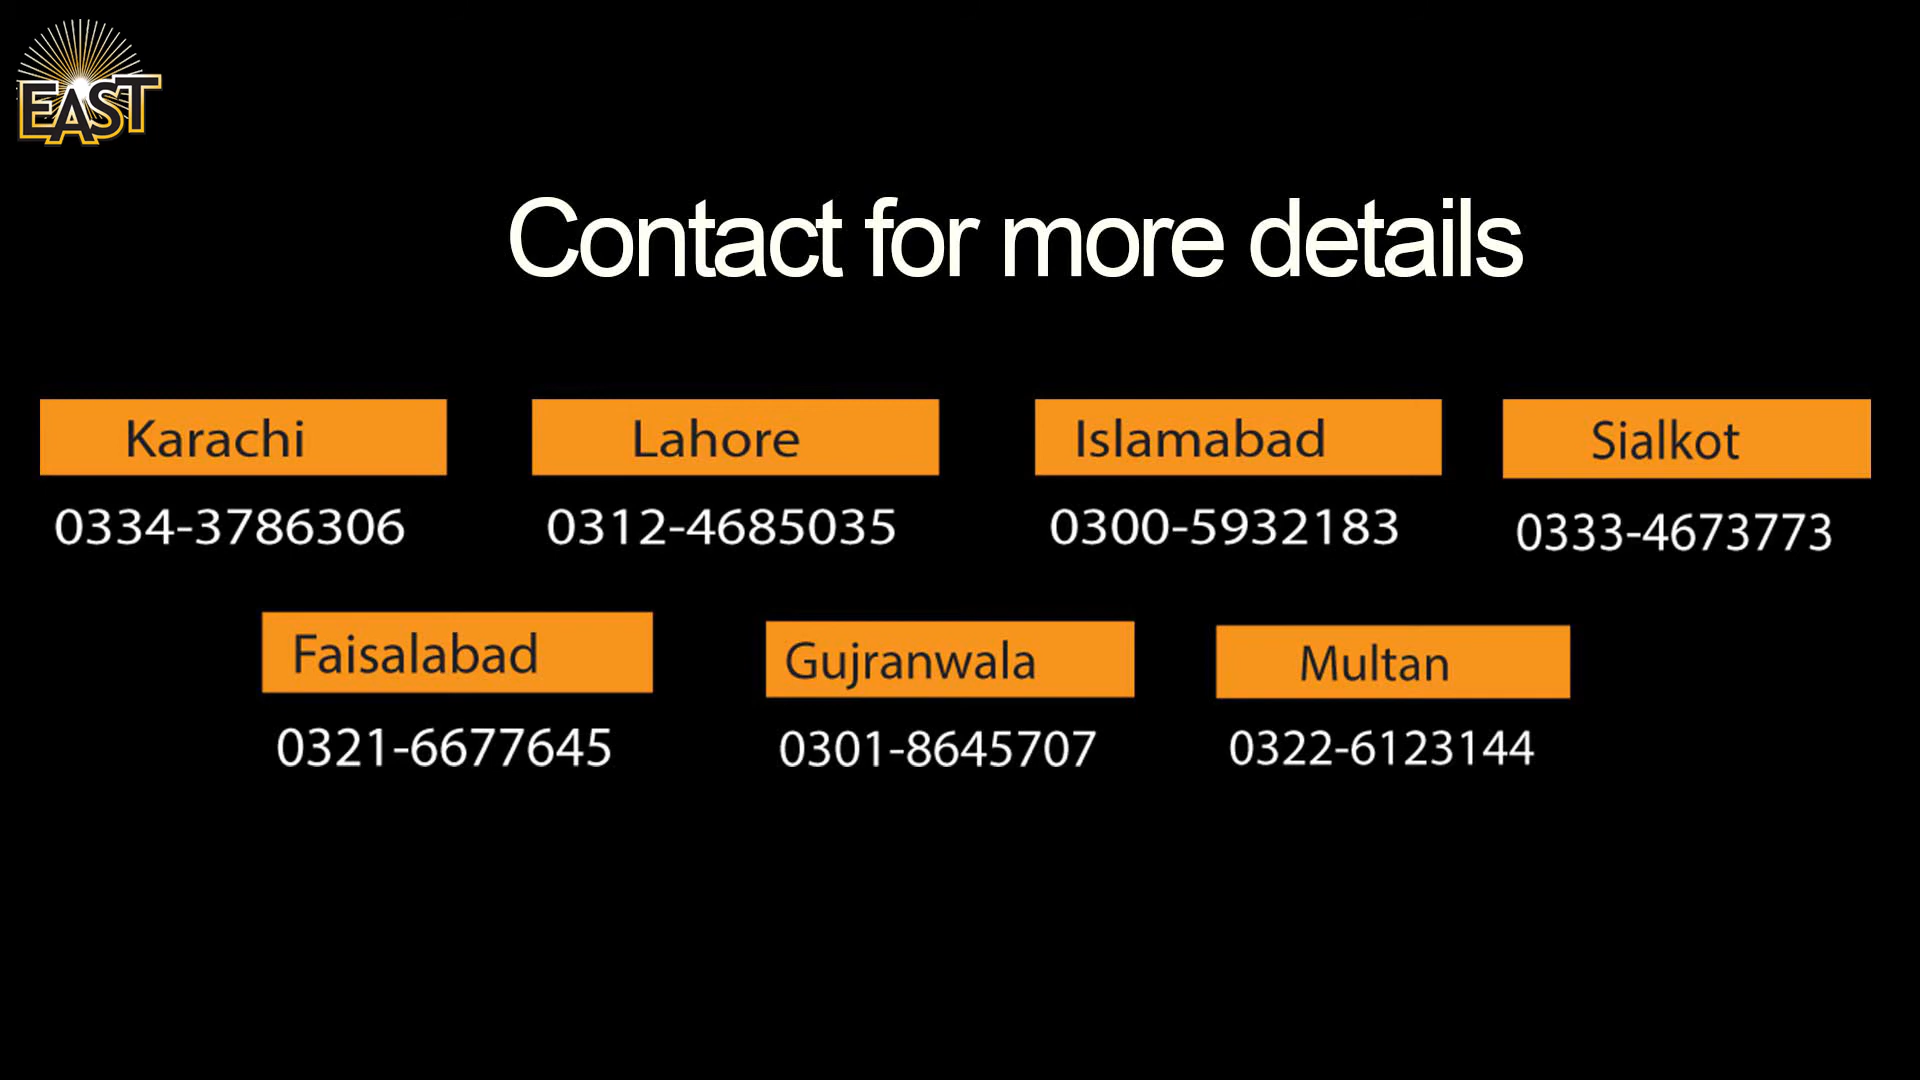 EAST
Contact for more details
Karachi
Lahore
Islamabad
Sialkot
0334-3786306
0312-4685035
0300-5932183
0333-4673773
Faisalabad
Gujranwala
Multan
0321-6677645
0301-8645707
0322-6123144